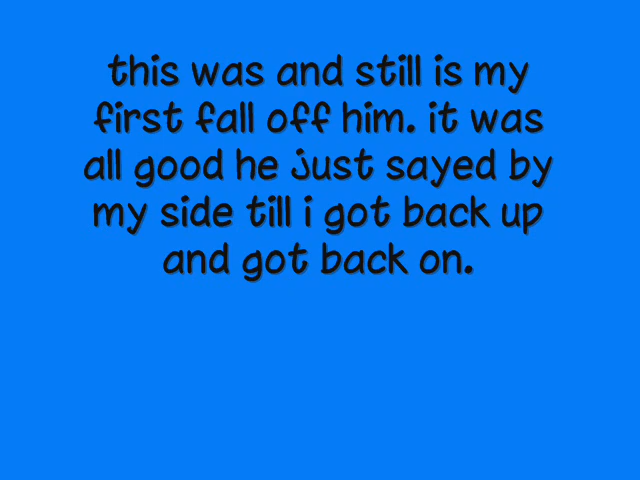 this was and still is my
first fall off him. it was
all good he just sayed by
my side till i got back up
and got back on.